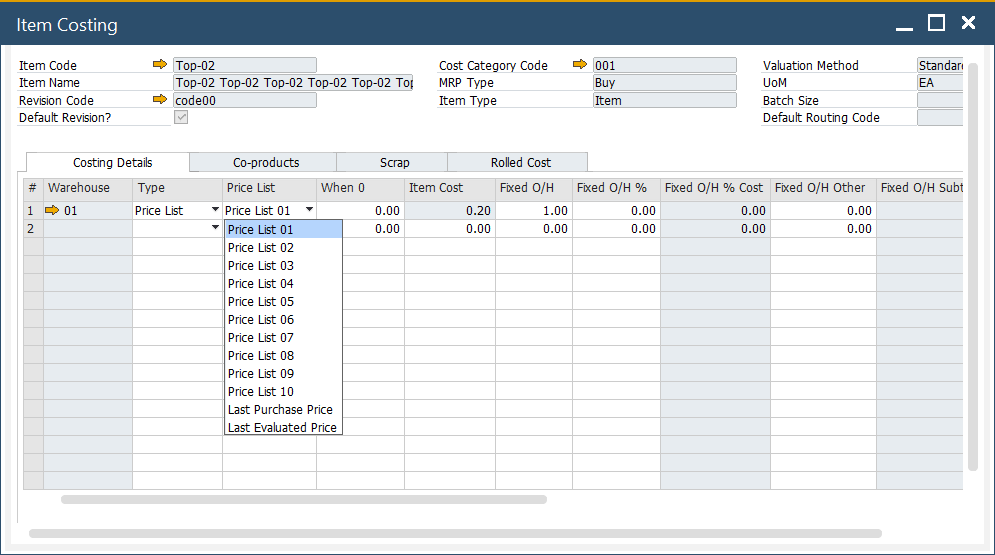 Item Costing
Item Code Top-02 Cost Category Code 001 Valuation Method Standard
Item Name Top-02 Top-02 Top-02 Top-02 Top-02 Top MRP Type Buy UoM EA
Revision Code code00 Item Type Item Batch Size
Default Revision? Default Routing Code
Costing Details Co-products Scrap Rolled Cost
# Warehouse Type Price List When 0 Item Cost Fixed O/H Fixed O/H % Fixed O/H % Cost Fixed O/H Other Fixed O/H Subt
1 01 Price List Price List 01 0.00 0.20 1.00 0.00 0.00 0.00
2 0.00 0.00 0.00 0.00 0.00 0.00
Price List 01
Price List 02
Price List 03
Price List 04
Price List 05
Price List 06
Price List 07
Price List 08
Price List 09
Price List 10
Last Purchase Price
Last Evaluated Price